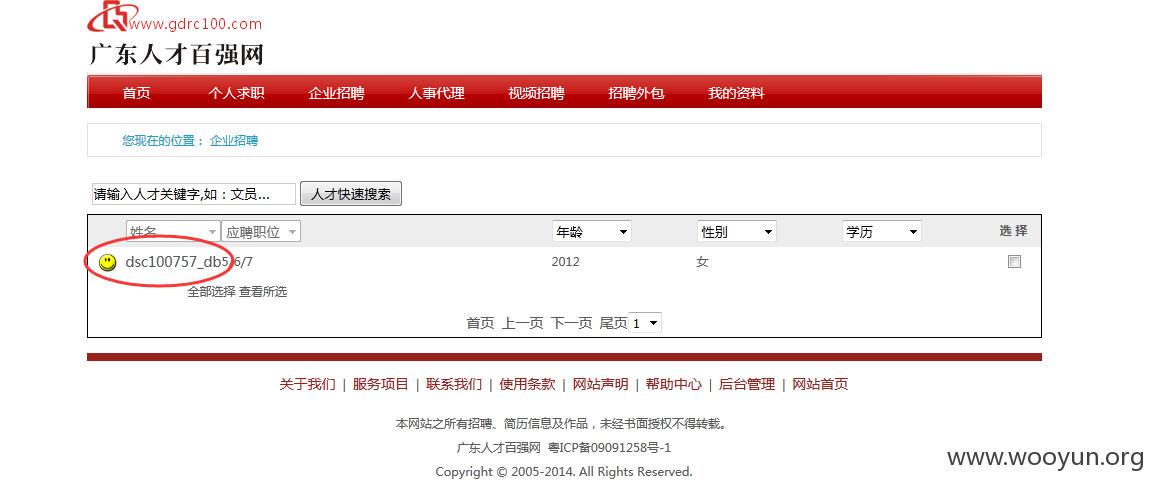 www.gdrc100.com
广东人才百强网
首页 个人求职 企业招聘 人事代理 视频招聘 招聘外包 我的资料
您现在的位置： 企业招聘
请输入人才关键字,如：文员... 人才快速搜索
姓名 应聘职位 年龄 性别 学历 选 择
dsc100757_db5/6/7 2012 女
全部选择 查看所选
首页 上一页 下一页 尾页 1
关于我们 | 服务项目 | 联系我们 | 使用条款 | 网站声明 | 帮助中心 | 后台管理 | 网站首页
本网站之所有招聘、简历信息及作品，未经书面授权不得转载。
广东人才百强网 粤ICP备09091258号-1
Copyright © 2005-2014. All Rights Reserved.
www.wooyun.org